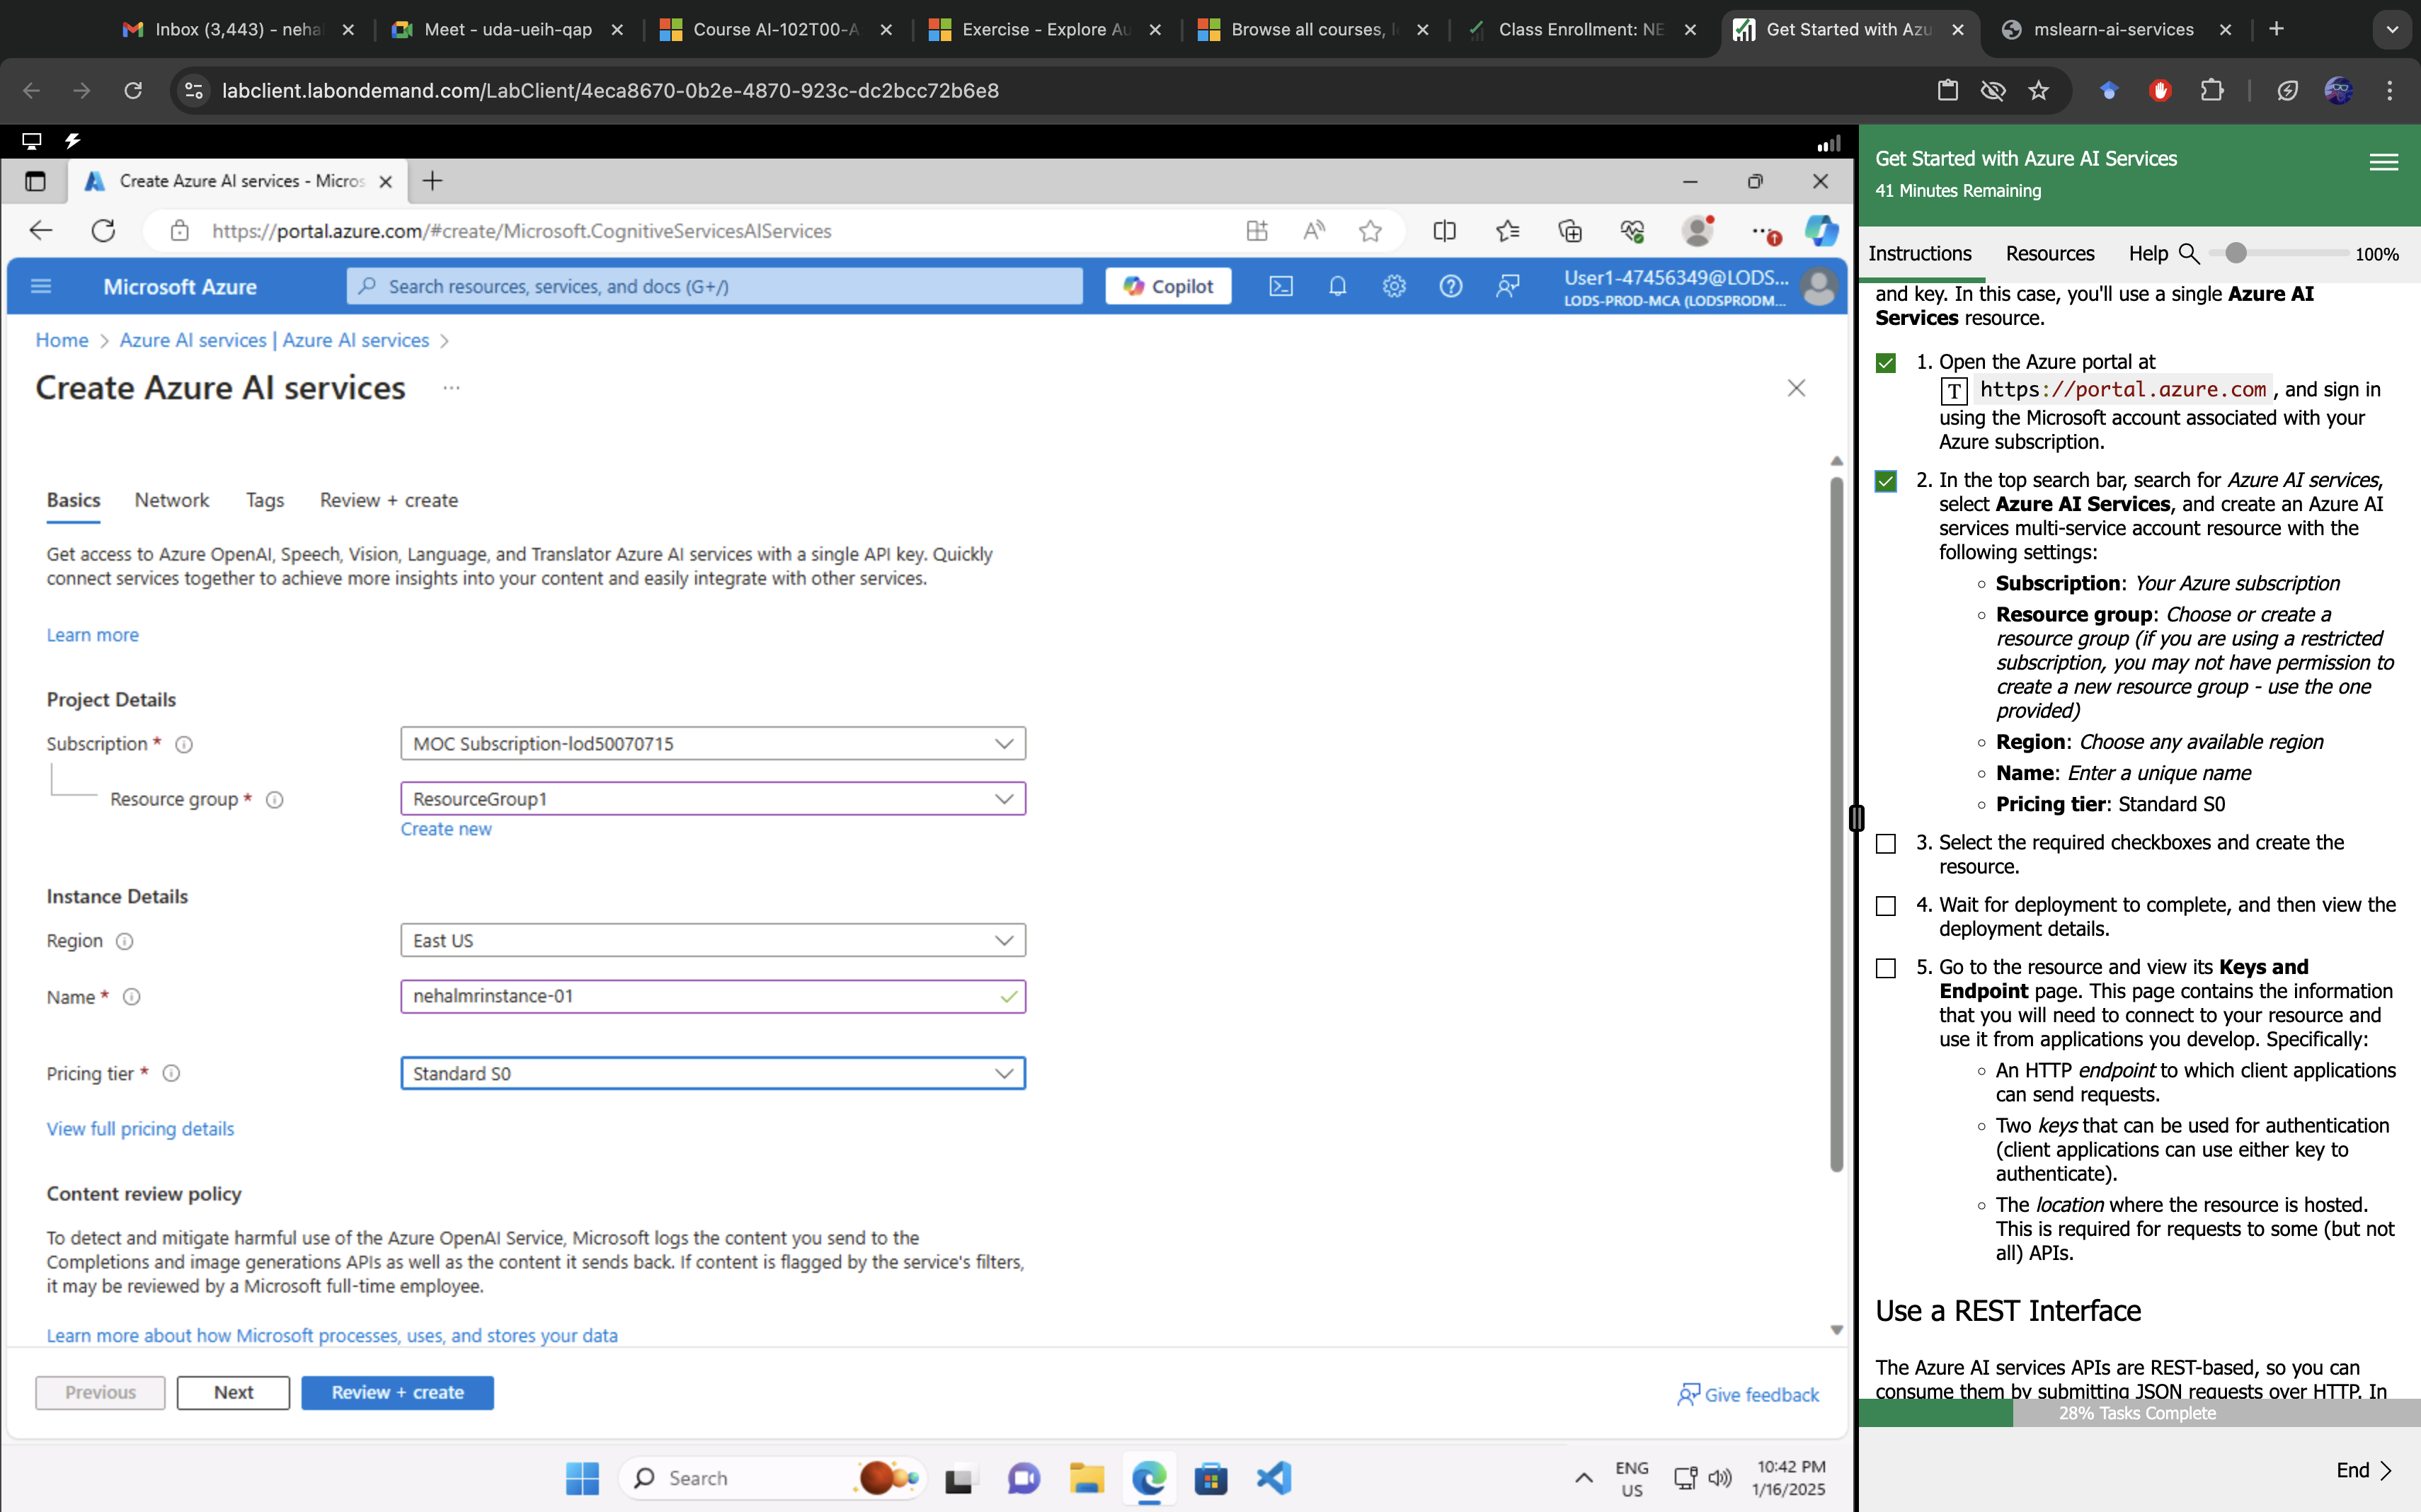 Inbox (3,443) - neha
Meet - uda-ueih-qap
Course AI-102T00-A
Exercise - Explore Au
Browse all courses, l
Class Enrollment: NE
Get Started with Azu
mslearn-ai-services
labclient.labondemand.com/LabClient/4eca8670-0b2e-4870-923c-dc2bcc72b6e8
Create Azure AI services - Micros
https://portal.azure.com/#create/Microsoft.CognitiveServicesAIServices
Microsoft Azure
Search resources, services, and docs (G+/)
Copilot
User1-47456349@LODS...
LODS-PROD-MCA (LODSPRODM...
Home > Azure AI services | Azure AI services >
Create Azure AI services ...
Basics Network Tags Review + create
Get access to Azure OpenAI, Speech, Vision, Language, and Translator Azure AI services with a single API key. Quickly
connect services together to achieve more insights into your content and easily integrate with other services.
Learn more
Project Details
Subscription * MOC Subscription-lod50070715
Resource group * ResourceGroup1
Create new
Instance Details
Region East US
Name * nehalmrinstance-01
Pricing tier * Standard S0
View full pricing details
Content review policy
To detect and mitigate harmful use of the Azure OpenAI Service, Microsoft logs the content you send to the
Completions and image generations APIs as well as the content it sends back. If content is flagged by the service's filters,
it may be reviewed by a Microsoft full-time employee.
Learn more about how Microsoft processes, uses, and stores your data
Previous Next Review + create Give feedback
Search
ENG
US
10:42 PM
1/16/2025
Get Started with Azure AI Services
41 Minutes Remaining
Instructions Resources Help 100%
and key. In this case, you'll use a single Azure AI
Services resource.
1. Open the Azure portal at
T https://portal.azure.com, and sign in
using the Microsoft account associated with your
Azure subscription.
2. In the top search bar, search for Azure AI services,
select Azure AI Services, and create an Azure AI
services multi-service account resource with the
following settings:
Subscription: Your Azure subscription
Resource group: Choose or create a
resource group (if you are using a restricted
subscription, you may not have permission to
create a new resource group - use the one
provided)
Region: Choose any available region
Name: Enter a unique name
Pricing tier: Standard S0
3. Select the required checkboxes and create the
resource.
4. Wait for deployment to complete, and then view the
deployment details.
5. Go to the resource and view its Keys and
Endpoint page. This page contains the information
that you will need to connect to your resource and
use it from applications you develop. Specifically:
An HTTP endpoint to which client applications
can send requests.
Two keys that can be used for authentication
(client applications can use either key to
authenticate).
The location where the resource is hosted.
This is required for requests to some (but not
all) APIs.
Use a REST Interface
The Azure AI services APIs are REST-based, so you can
consume them by submitting JSON requests over HTTP. In
28% Tasks Complete
End >